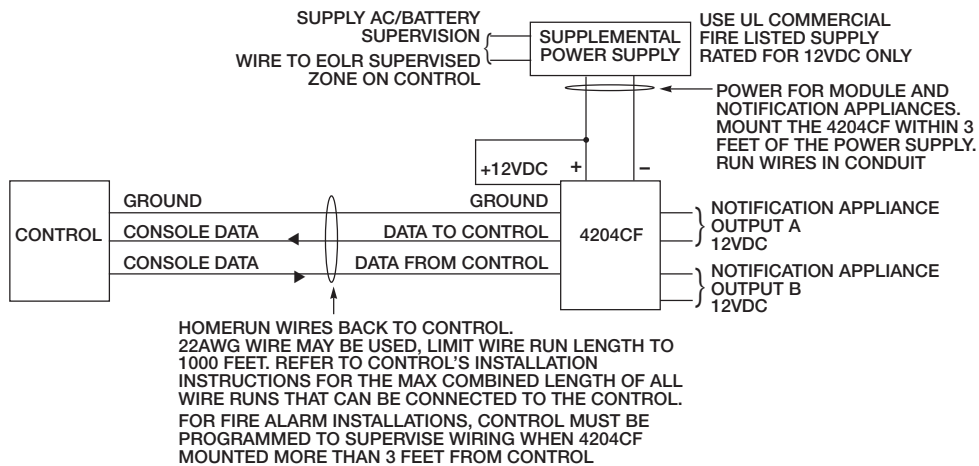 SUPPLY AC/BATTERY
SUPERVISION
WIRE TO EOLR SUPERVISED
ZONE ON CONTROL
SUPPLEMENTAL
POWER SUPPLY
USE UL COMMERCIAL
FIRE LISTED SUPPLY
RATED FOR 12VDC ONLY
POWER FOR MODULE AND
NOTIFICATION APPLIANCES.
MOUNT THE 4204CF WITHIN 3
FEET OF THE POWER SUPPLY.
RUN WIRES IN CONDUIT
+12VDC
+
–
CONTROL
GROUND
CONSOLE DATA
CONSOLE DATA
GROUND
DATA TO CONTROL
DATA FROM CONTROL
4204CF
NOTIFICATION APPLIANCE
OUTPUT A
12VDC
NOTIFICATION APPLIANCE
OUTPUT B
12VDC
HOMERUN WIRES BACK TO CONTROL.
22AWG WIRE MAY BE USED, LIMIT WIRE RUN LENGTH TO
1000 FEET. REFER TO CONTROL'S INSTALLATION
INSTRUCTIONS FOR THE MAX COMBINED LENGTH OF ALL
WIRE RUNS THAT CAN BE CONNECTED TO THE CONTROL.
FOR FIRE ALARM INSTALLATIONS, CONTROL MUST BE
PROGRAMMED TO SUPERVISE WIRING WHEN 4204CF
MOUNTED MORE THAN 3 FEET FROM CONTROL